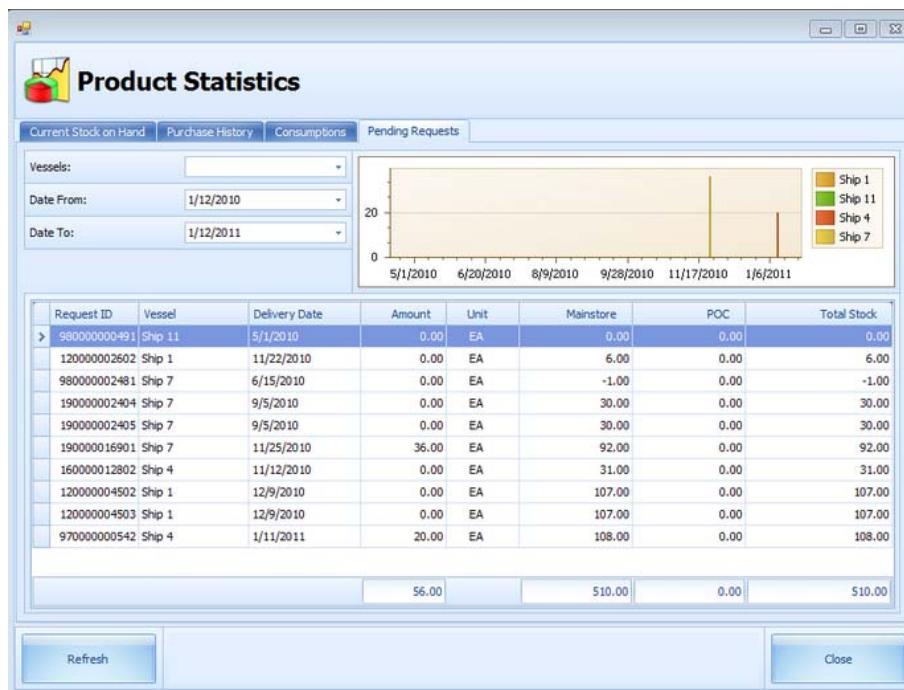 Product Statistics
Current Stock on Hand Purchase History Consumptions Pending Requests
Vessels:
Date From: 1/12/2010
Date To: 1/12/2011
20
0
5/1/2010 6/20/2010 8/9/2010 9/28/2010 11/17/2010 1/6/2011
Ship 1
Ship 11
Ship 4
Ship 7
Request ID Vessel Delivery Date Amount Unit Mainstore POC Total Stock
980000000491 Ship 11 5/1/2010 0.00 EA 0.00 0.00 0.00
120000002602 Ship 1 11/22/2010 0.00 EA 6.00 0.00 6.00
980000002481 Ship 7 6/15/2010 0.00 EA -1.00 0.00 -1.00
190000002404 Ship 7 9/5/2010 0.00 EA 30.00 0.00 30.00
190000002405 Ship 7 9/5/2010 0.00 EA 30.00 0.00 30.00
190000016901 Ship 7 11/25/2010 36.00 EA 92.00 0.00 92.00
160000012802 Ship 4 11/12/2010 0.00 EA 31.00 0.00 31.00
120000004502 Ship 1 12/9/2010 0.00 EA 107.00 0.00 107.00
120000004503 Ship 1 12/9/2010 0.00 EA 107.00 0.00 107.00
970000000542 Ship 4 1/11/2011 20.00 EA 108.00 0.00 108.00
56.00 510.00 0.00 510.00
Refresh Close